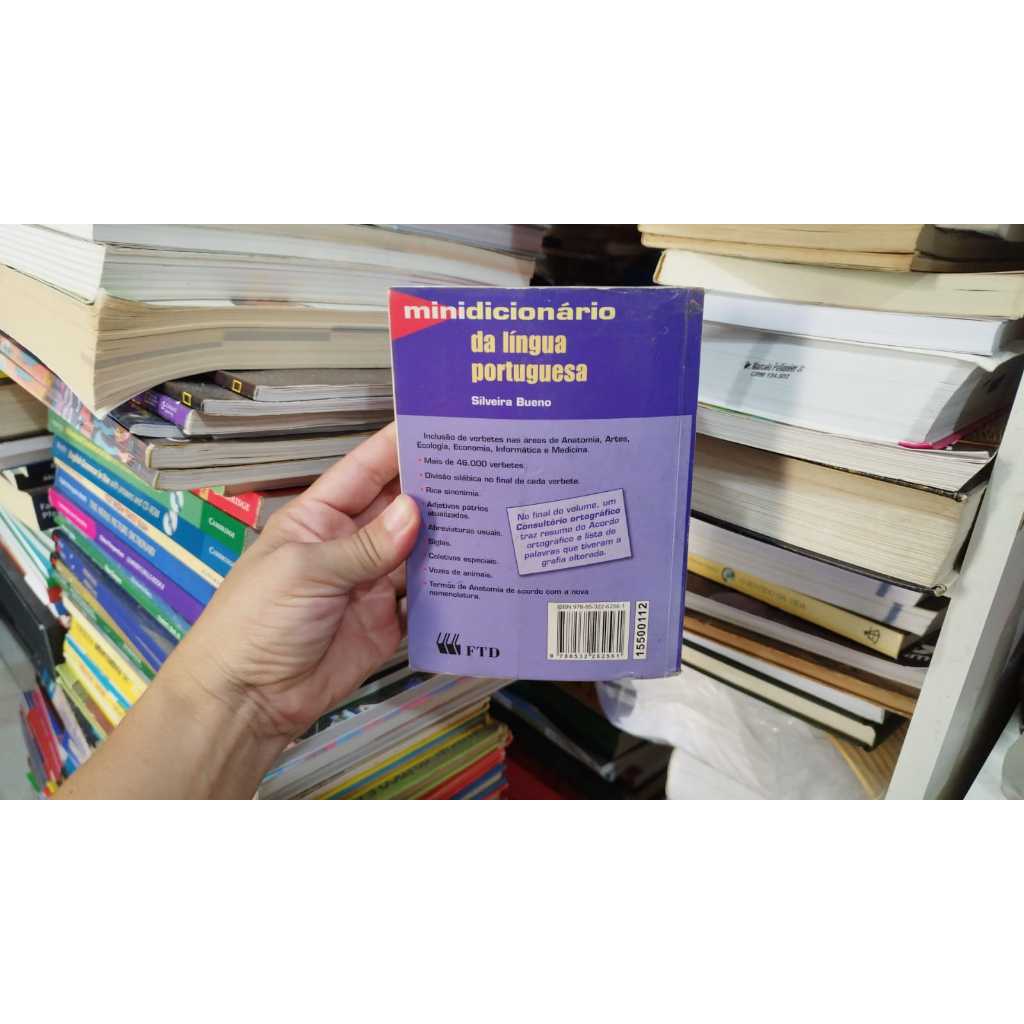 minidicionário
da língua
portuguesa
Silveira Bueno
Inclusão de verbetes nas áreas de Anatomia, Artes,
Ecologia, Economia, Informática e Medicina.
• Mais de 46.000 verbetes.
• Divisão silábica no final de cada verbete.
• Rica sinonímia.
• Adjetivos pátrios
atualizados.
• Abreviaturas usuais.
• Siglas.
• Coletivos especiais.
• Vozes de animais.
• Termos de Anatomia de acordo com a nova
nomenclatura.
No final do volume, um
Consultório ortográfico
traz resumo do Acordo
ortográfico e lista de
palavras que tiveram a
grafia alterada.
FTD
15500112
CAMBRIDGE